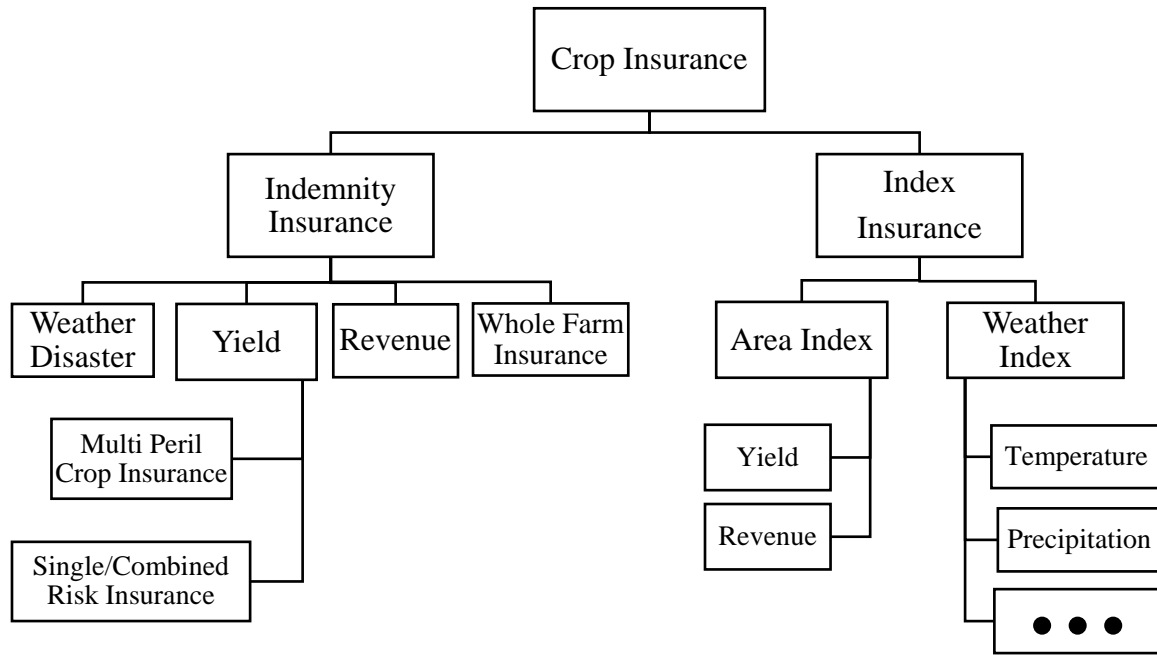 Crop Insurance
Indemnity
Insurance
Index
Insurance
Weather
Disaster
Yield
Revenue
Whole Farm
Insurance
Area Index
Weather
Index
Multi Peril
Crop Insurance
Single/Combined
Risk Insurance
Yield
Revenue
Temperature
Precipitation
● ● ●